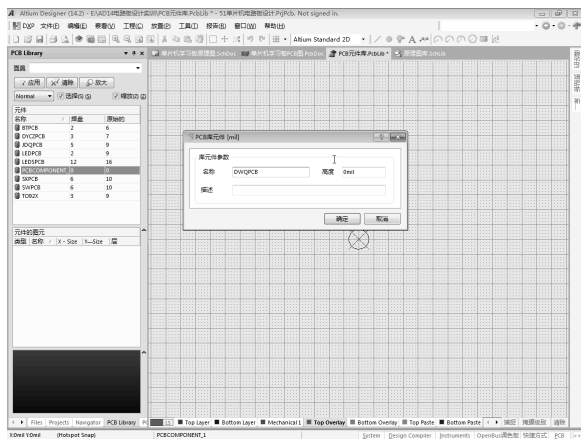 Altium Designer (14.2) - E:\AD14电路板设计实训\PCB元件库.PcbLib * - 51单片机电路板设计.PrjPcb. Not signed in.
DXP 文件(F) 编辑(E) 察看(V) 工程(C) 放置(P) 工具(T) 报告(R) 窗口(W) 帮助(H)
Altium Standard 2D
PCB Library
单片机学习板原理图.SchDoc 单片机学习板PCB图.PcbDoc PCB元件库.PcbLib * 原理图库.SchLib
面具
应用 清除 放大
Normal 选择(S) (S) 缩放(Z) (Z)
元件
名称 焊盘 原始的
BTPCB 2 6
DYCZPCB 3 7
JDQPCB 5 9
LEDPCB 2 9
LEDSPCB 12 16
PCBCOMPONENT_ 0 0
SKPCB 6 10
SWPCB 6 10
TO92X 3 9
PCB库元件 [mil]
库元件参数
名称 DWQPCB 高度 0mil
描述
确定 取消
元件的图元
类型 名称 X - Size Y—Size 层
Files Projects Navigator PCB Library
LS Top Layer Bottom Layer Mechanical 1 Top Overlay Bottom Overlay Top Paste Bottom Paste 捕捉 掩膜级别 清除
X:0mil Y:0mil (Hotspot Snap) PCBCOMPONENT_1 System Design Compiler Instruments OpenBus调色板 快捷方式 PCB >>